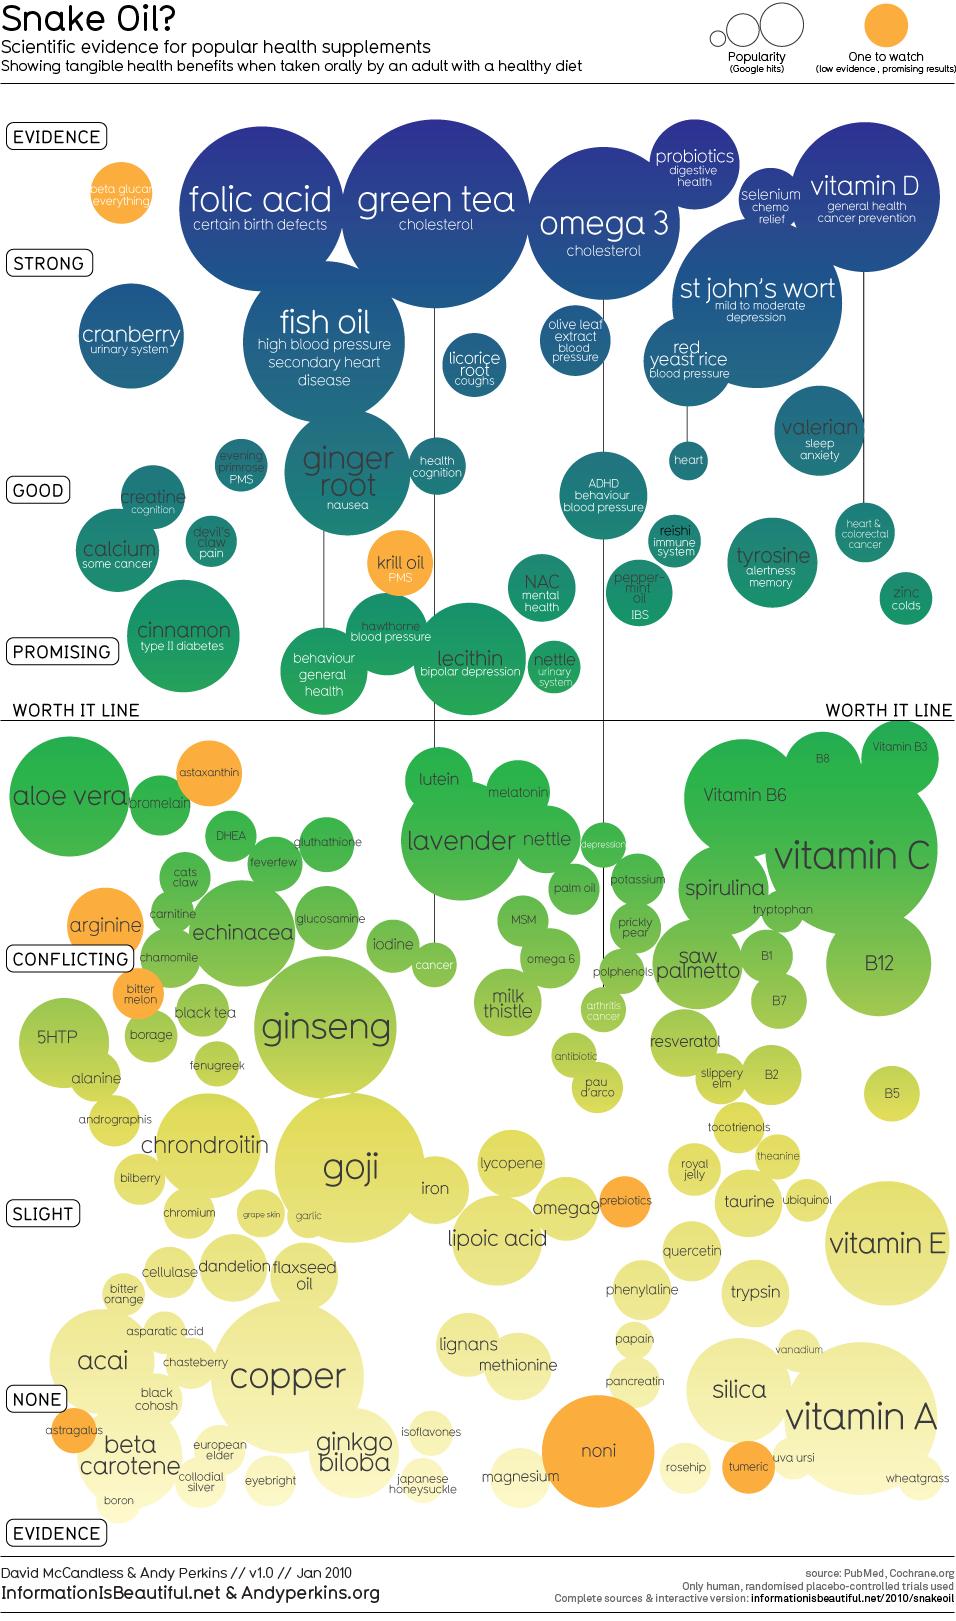 Snake Oil?
Scientific evidence for popular health supplements
Showing tangible health benefits when taken orally by an adult with a healthy diet
Popularity
(Google hits)
One to watch
(low evidence , promising results)
EVIDENCE
beta glucan
everything
folic acid
certain birth defects
green tea
cholesterol
omega 3
cholesterol
probiotics
digestive
health
selenium
chemo
relief
vitamin D
general health
cancer prevention
STRONG
cranberry
urinary system
fish oil
high blood pressure
secondary heart
disease
licorice
root
coughs
olive leaf
extract
blood
pressure
st john's wort
mild to moderate
depression
red
yeast rice
blood pressure
valerian
sleep
anxiety
evening
primrose
PMS
ginger
root
nausea
health
cognition
heart
GOOD
creatine
cognition
ADHD
behaviour
blood pressure
calcium
some cancer
devil's
claw
pain
krill oil
PMS
reishi
immune
system
heart &
colorectal
cancer
tyrosine
alertness
memory
NAC
mental
health
pepper-
mint
oil
IBS
zinc
colds
cinnamon
type II diabetes
hawthorne
blood pressure
PROMISING
behaviour
general
health
lecithin
bipolar depression
nettle
urinary
system
WORTH IT LINE
WORTH IT LINE
aloe vera
bromelain
astaxanthin
lutein
melatonin
Vitamin B6
B8
Vitamin B3
DHEA
gluthathione
feverfew
lavender
nettle
depression
vitamin C
cats
claw
palm oil
potassium
spirulina
carnitine
echinacea
glucosamine
MSM
prickly
pear
tryptophan
arginine
iodine
CONFLICTING
chamomile
cancer
omega 6
polphenols
saw
palmetto
B1
B12
bitter
melon
black tea
ginseng
milk
thistle
arthritis
cancer
B7
5HTP
borage
resveratol
fenugreek
antibiotic
alanine
pau
d'arco
slippery
elm
B2
B5
andrographis
chrondroitin
tocotrienols
goji
lycopene
royal
jelly
theanine
bilberry
iron
SLIGHT
chromium
grape skin
garlic
omega9
prebiotics
taurine
ubiquinol
lipoic acid
vitamin E
cellulase
dandelion
flaxseed
oil
quercetin
bitter
orange
phenylaline
trypsin
asparatic acid
lignans
papain
vanadium
acai
chasteberry
copper
methionine
NONE
black
cohosh
pancreatin
silica
vitamin A
astragalus
beta
carotene
european
elder
ginkgo
biloba
isoflavones
noni
collodial
silver
eyebright
japanese
honeysuckle
magnesium
rosehip
tumeric
uva ursi
wheatgrass
boron
EVIDENCE
David McCandless & Andy Perkins // v1.0 // Jan 2010
InformationIsBeautiful.net & Andyperkins.org
source: PubMed, Cochrane.org
Only human, randomised placebo-controlled trials used
Complete sources & interactive version: informationisbeautiful.net/2010/snakeoil